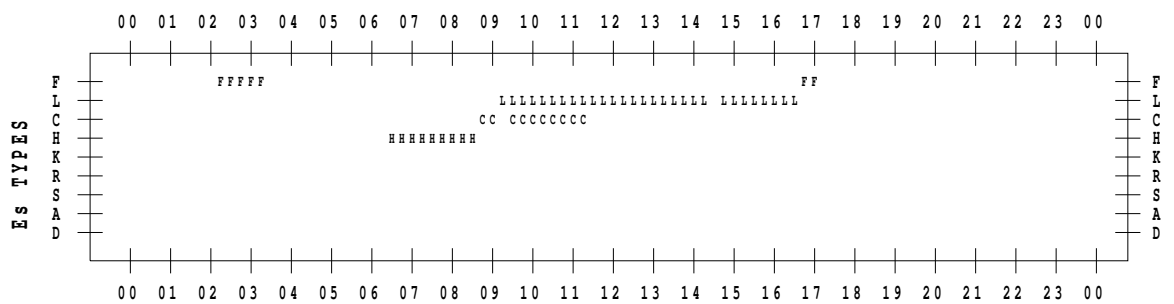 00 01 02 03 04 05 06 07 08 09 10 11 12 13 14 15 16 17 18 19 20 21 22 23 00
F FFFFF FF F
L LLLLLLLLLLLLLLLLLLLLL LLLLLLLL L
C CC CCCCCCCC C
H HHHHHHHHH H
K K
R R
S S
A A
D D
Es TYPES
00 01 02 03 04 05 06 07 08 09 10 11 12 13 14 15 16 17 18 19 20 21 22 23 00